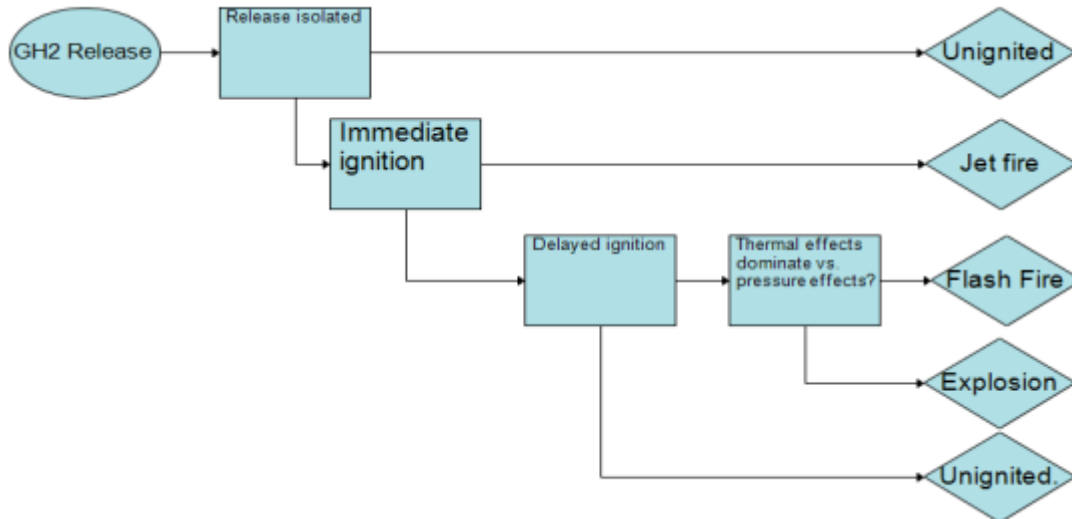 Release isolated
GH2 Release
Unignited
Immediate
ignition
Jet fire
Delayed ignition
Thermal effects
dominate vs.
pressure effects?
Flash Fire
Explosion
Unignited.